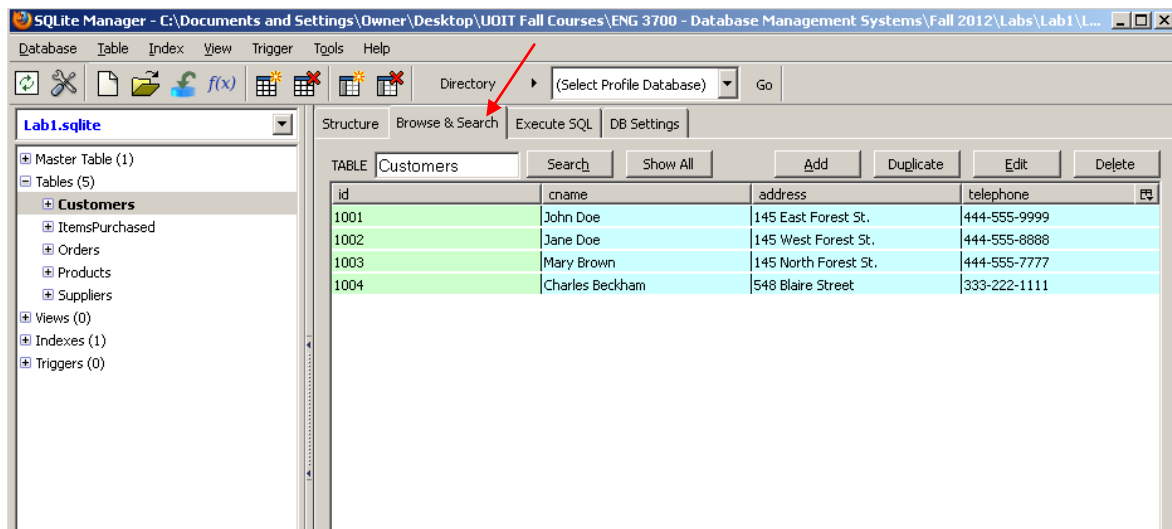 SQLite Manager - C:\Documents and Settings\Owner\Desktop\UOIT Fall Courses\ENG 3700 - Database Management Systems\Fall 2012\Labs\Lab1\L...
Database Table Index View Trigger Tools Help
f(x) Directory (Select Profile Database) Go
Lab1.sqlite
Master Table (1)
Tables (5)
Customers
ItemsPurchased
Orders
Products
Suppliers
Views (0)
Indexes (1)
Triggers (0)
Structure Browse & Search Execute SQL DB Settings
TABLE Customers Search Show All Add Duplicate Edit Delete
id cname address telephone
1001 John Doe 145 East Forest St. 444-555-9999
1002 Jane Doe 145 West Forest St. 444-555-8888
1003 Mary Brown 145 North Forest St. 444-555-7777
1004 Charles Beckham 548 Blaire Street 333-222-1111